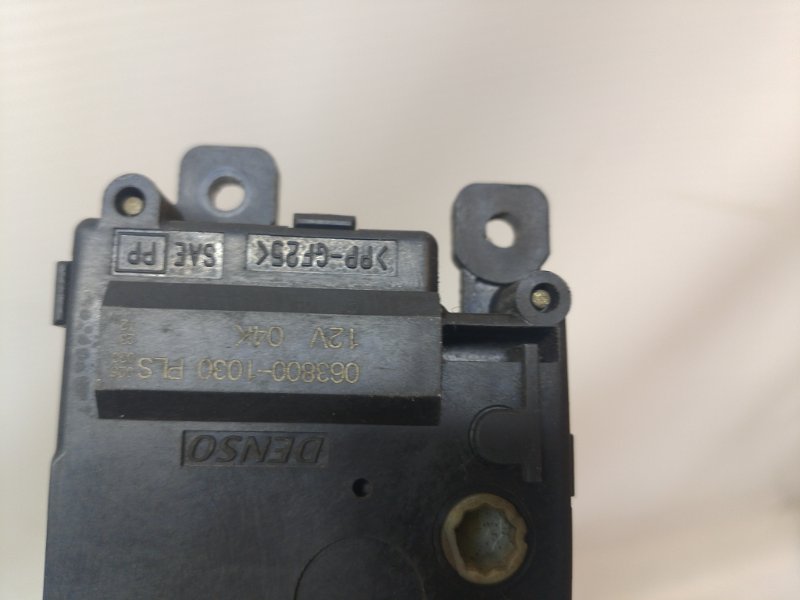 DENSO
063800-1030 PLS
12V 04K
>PP-GF25<
SAE PP